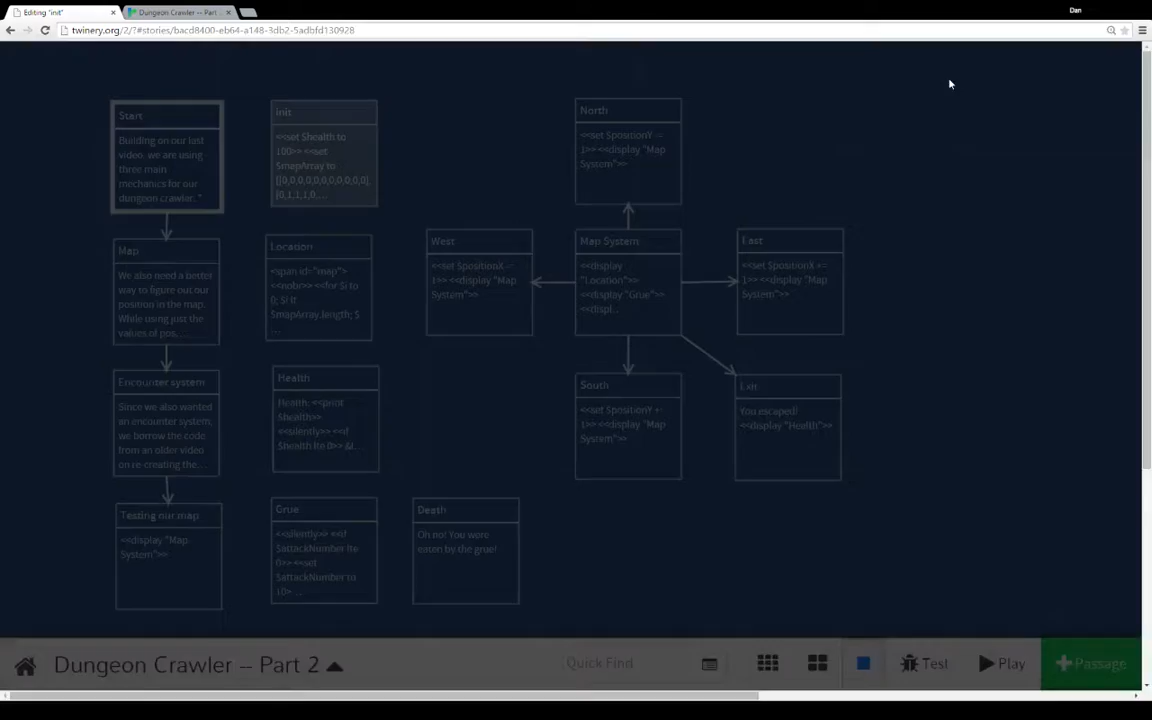 Editing "init"
Dungeon Crawler -- Part
Dan
twinery.org/2/?#stories/bacd8400-eb64-a148-3db2-5adbfd130928
Start
Building on our last
video, we are using
three main
mechanics for our
dungeon crawler. "
init
<<set $health to
100>> <<set
$mapArray to
[[0,0,0,0,0,0,0,0,0,0,0],
[0,1,1,1,0,...
North
<<set $positionY -=
1>> <<display "Map
System">>
Map
We also need a better
way to figure out our
position in the map.
While using just the
values of pos...
Location
<span id="map">
<<nobr>> <<for $i to
0; $i lt
$mapArray.length; $
...
West
<<set $positionX -=
1>> <<display "Map
System">>
Map System
<<display
"Location">>
<<display "Grue">>
<<displ...
East
<<set $positionX +=
1>> <<display "Map
System">>
Encounter system
Since we also wanted
an encounter system,
we borrow the code
from an older video
on re-creating the...
Health
Health: <<print
$health>>
<<silently>> <<if
$health lte 0>> &l...
South
<<set $positionY +=
1>> <<display "Map
System">>
Exit
You escaped!
<<display "Health">>
Testing our map
<<display "Map
System">>
Grue
<<silently>> <<if
$attackNumber lte
0>> <<set
$attackNumber to
10> ...
Death
Oh no! You were
eaten by the grue!
Dungeon Crawler -- Part 2
Quick Find
Test
Play
+Passage